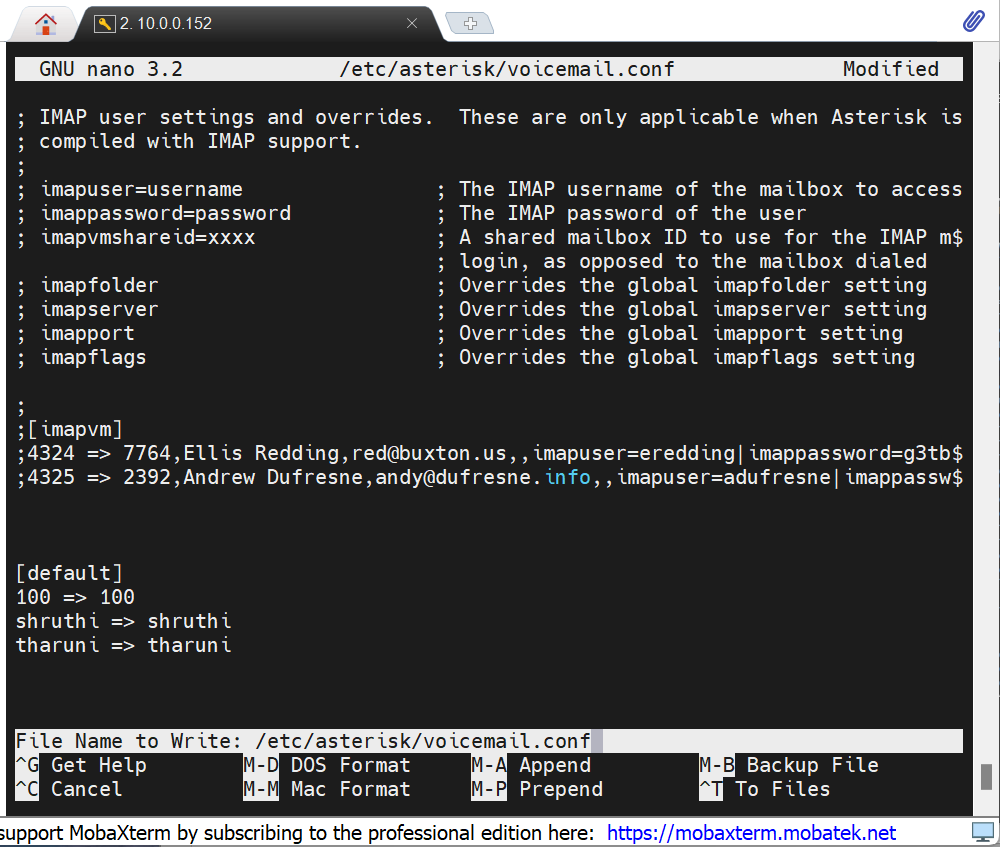 2. 10.0.0.152
GNU nano 3.2 /etc/asterisk/voicemail.conf Modified
; IMAP user settings and overrides.  These are only applicable when Asterisk is
; compiled with IMAP support.
;
; imapuser=username ; The IMAP username of the mailbox to access
; imappassword=password ; The IMAP password of the user
; imapvmshareid=xxxx ; A shared mailbox ID to use for the IMAP m$
; login, as opposed to the mailbox dialed
; imapfolder ; Overrides the global imapfolder setting
; imapserver ; Overrides the global imapserver setting
; imapport ; Overrides the global imapport setting
; imapflags ; Overrides the global imapflags setting
;
;[imapvm]
;4324 => 7764,Ellis Redding,red@buxton.us,,imapuser=eredding|imappassword=g3tb$
;4325 => 2392,Andrew Dufresne,andy@dufresne.info,,imapuser=adufresne|imappassw$
[default]
100 => 100
shruthi => shruthi
tharuni => tharuni
File Name to Write: /etc/asterisk/voicemail.conf
^G Get Help M-D DOS Format M-A Append M-B Backup File
^C Cancel M-M Mac Format M-P Prepend ^T To Files
support MobaXterm by subscribing to the professional edition here: https://mobaxterm.mobatek.net